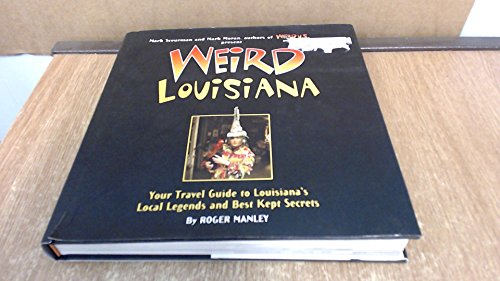 Mark Sceurman and Mark Moran, authors of WEIRD U.S.
present
WEIRD
LOUISIANA
Your Travel Guide to Louisiana's
Local Legends and Best Kept Secrets
By ROGER MANLEY